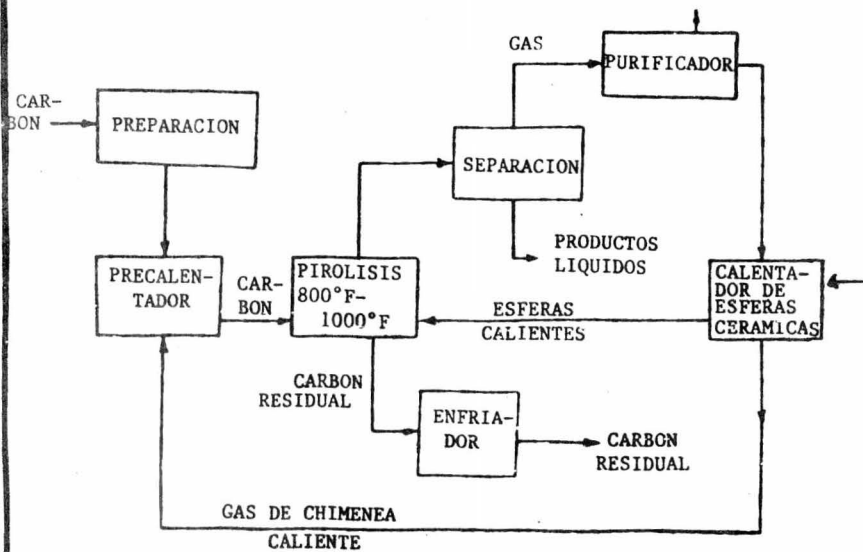 GAS
PURIFICADOR
CAR-
BON
PREPARACION
SEPARACION
PRODUCTOS
LIQUIDOS
PRECALEN-
TADOR
CAR-
BON
PIROLISIS
800°F-
1000°F
ESFERAS
CALIENTES
CALENTA-
DOR DE
ESFERAS
CERAMICAS
CARBON
RESIDUAL
ENFRIA-
DOR
CARBON
RESIDUAL
GAS DE CHIMENEA
CALIENTE